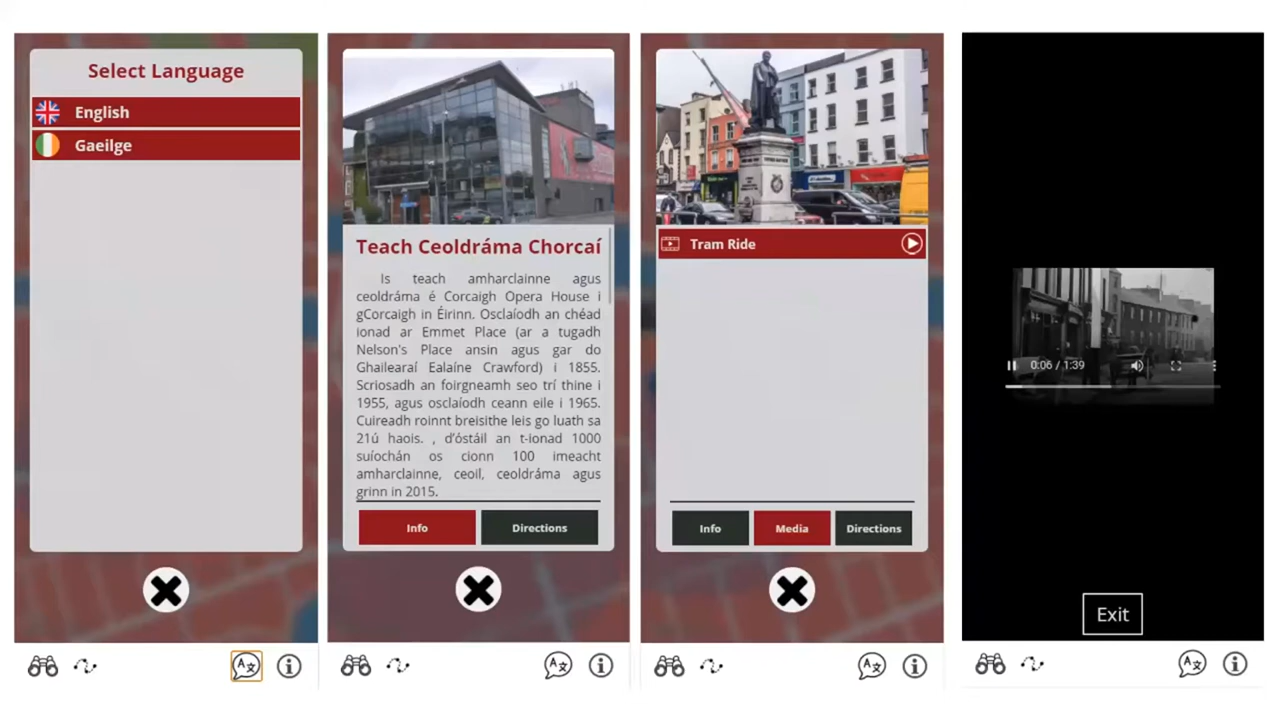 Select Language
English
Gaeilge
Teach Ceoldráma Chorcaí
Is teach amharclainne agus
ceoldráma é Corcaigh Opera House i
gCorcaigh in Éirinn. Osclaíodh an chéad
ionad ar Emmet Place (ar a tugadh
Nelson's Place ansin agus gar do
Ghailearaí Ealaíne Crawford) i 1855.
Scriosadh an foirgneamh seo trí thine i
1955, agus osclaíodh ceann eile i 1965.
Cuireadh roinnt breisithe leis go luath sa
21ú haois. , d'óstáil an t-ionad 1000
suíochán os cionn 100 imeacht
amharclainne, ceoil, ceoldráma agus
grinn in 2015.
Info
Directions
Tram Ride
Info
Media
Directions
0:06 / 1:39
Exit